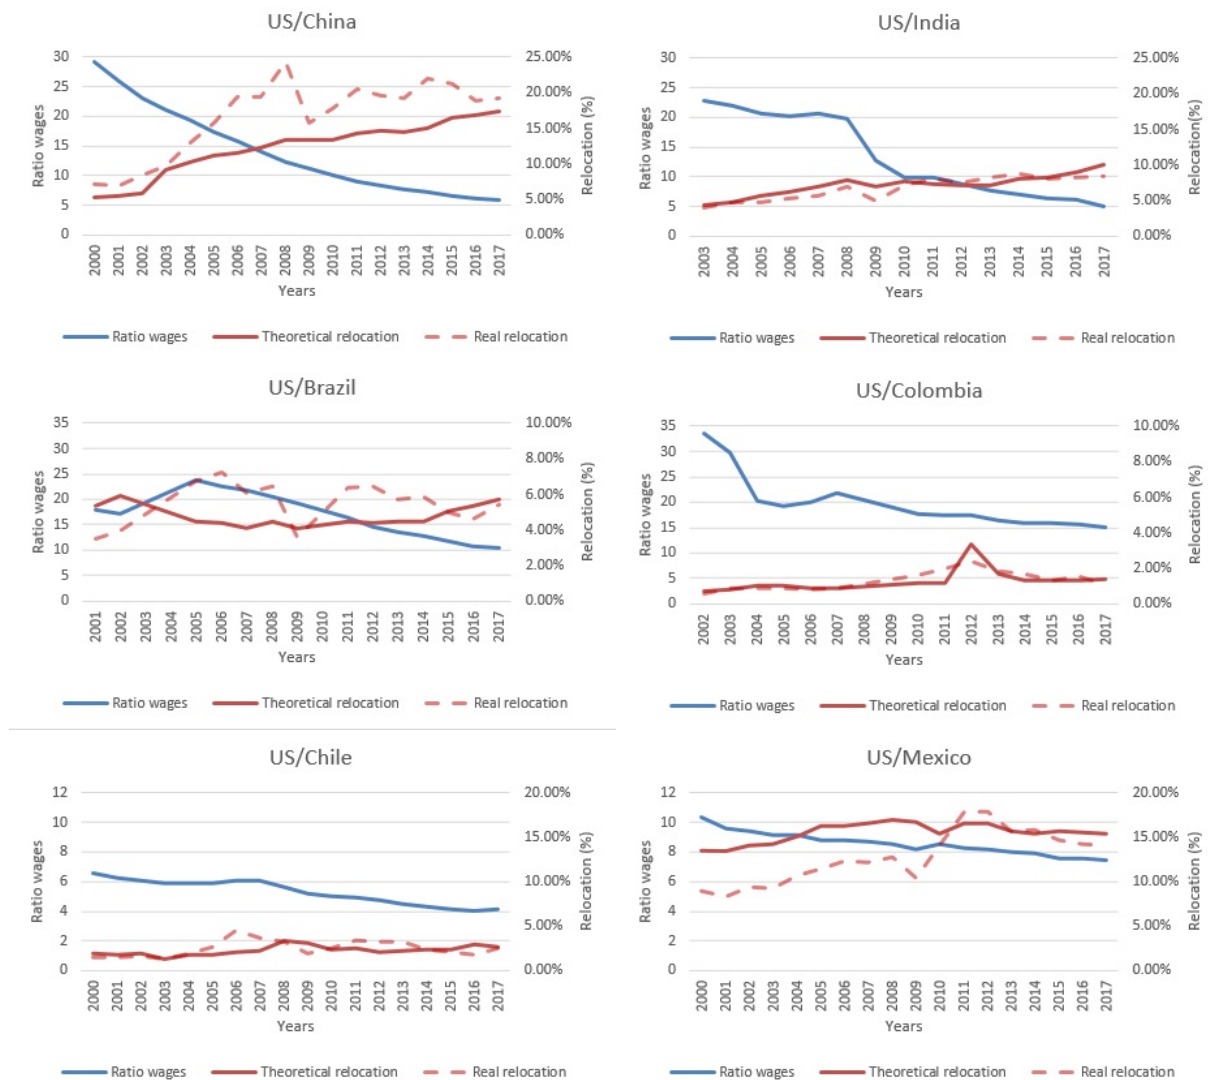 US/China
30
25
20
15
10
5
0
Ratio wages
25.00%
20.00%
15.00%
10.00%
5.00%
0.00%
Relocation (%)
2000 2001 2002 2003 2004 2005 2006 2007 2008 2009 2010 2011 2012 2013 2014 2015 2016 2017
Years
Ratio wages Theoretical relocation Real relocation
US/India
30
25
20
15
10
5
0
Ratio wages
25.00%
20.00%
15.00%
10.00%
5.00%
0.00%
Relocation(%)
2003 2004 2005 2006 2007 2008 2009 2010 2011 2012 2013 2014 2015 2016 2017
Years
Ratio wages Theoretical relocation Real relocation
US/Brazil
35
30
25
20
15
10
5
0
Ratio wages
10.00%
8.00%
6.00%
4.00%
2.00%
0.00%
Relocation (%)
2001 2002 2003 2004 2005 2006 2007 2008 2009 2010 2011 2012 2013 2014 2015 2016 2017
Years
Ratio wages Theoretical relocation Real relocation
US/Colombia
35
30
25
20
15
10
5
0
Ratio wages
10.00%
8.00%
6.00%
4.00%
2.00%
0.00%
Relocation (%)
2002 2003 2004 2005 2006 2007 2008 2009 2010 2011 2012 2013 2014 2015 2016 2017
Years
Ratio wages Theoretical relocation Real relocation
US/Chile
12
10
8
6
4
2
0
Ratio wages
20.00%
15.00%
10.00%
5.00%
0.00%
Relocation (%)
2000 2001 2002 2003 2004 2005 2006 2007 2008 2009 2010 2011 2012 2013 2014 2015 2016 2017
Years
Ratio wages Theoretical relocation Real relocation
US/Mexico
12
10
8
6
4
2
0
Ratio wages
20.00%
15.00%
10.00%
5.00%
0.00%
Relocation (%)
2000 2001 2002 2003 2004 2005 2006 2007 2008 2009 2010 2011 2012 2013 2014 2015 2016 2017
Years
Ratio wages Theoretical relocation Real relocation